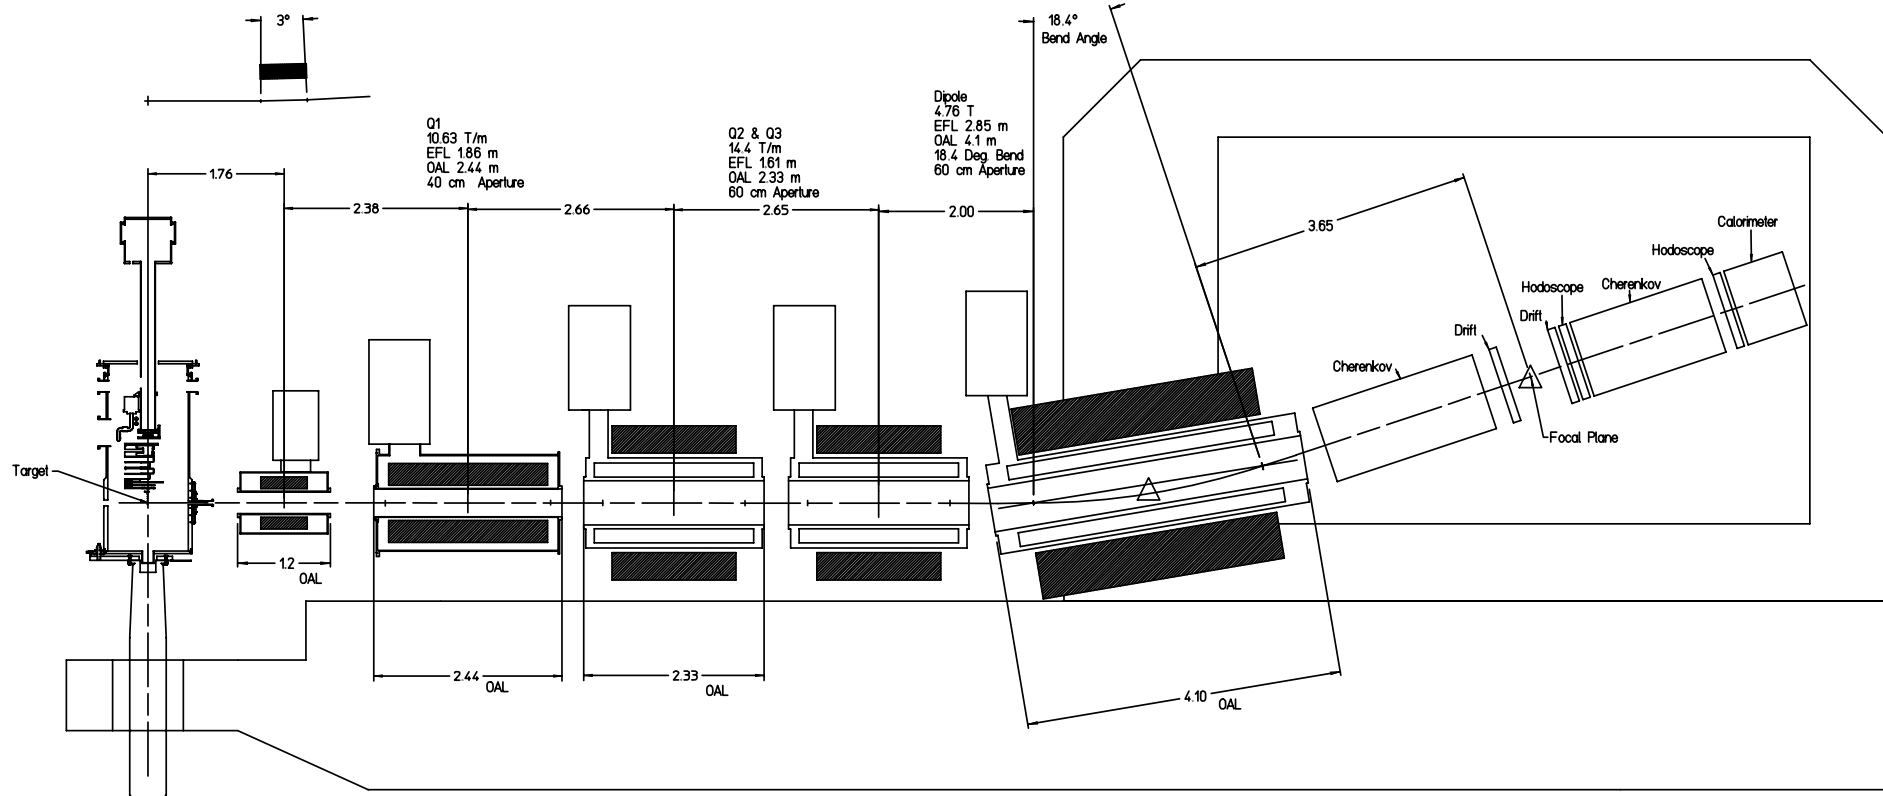 3°
18.4°
Bend Angle
Dipole
4.76 T
EFL 2.85 m
OAL 4.1 m
18.4 Deg. Bend
60 cm Aperture
Q1
10.63 T/m
EFL 1.86 m
OAL 2.44 m
40 cm Aperture
Q2 & Q3
14.4 T/m
EFL 1.61 m
OAL 2.33 m
60 cm Aperture
1.76
2.38
2.66
2.65
2.00
3.65
Calorimeter
Hodoscope
Cherenkov
Hodoscope
Drift
Drift
Cherenkov
Focal Plane
Target
1.2
OAL
2.44
OAL
2.33
OAL
4.10
OAL